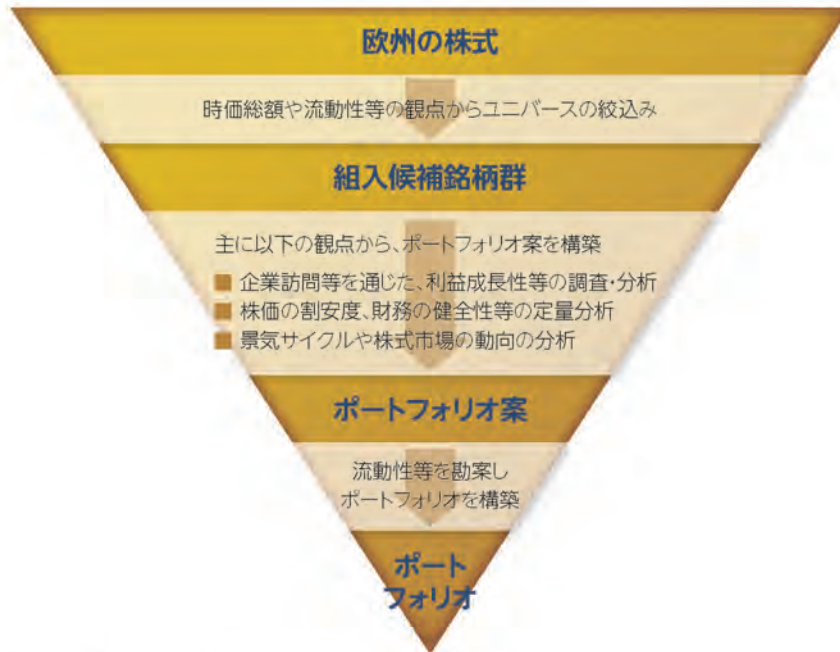 欧州の株式
時価総額や流動性等の観点からユニバースの絞込み
組入候補銘柄群
主に以下の観点から、ポートフォリオ案を構築
■ 企業訪問等を通じた、利益成長性等の調査・分析
■ 株価の割安度、財務の健全性等の定量分析
■ 景気サイクルや株式市場の動向の分析
ポートフォリオ案
流動性等を勘案し
ポートフォリオを構築
ポート
フォリオ